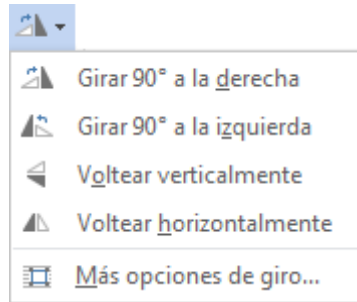 Girar 90° a la derecha
Girar 90° a la izquierda
Voltear verticalmente
Voltear horizontalmente
Más opciones de giro...